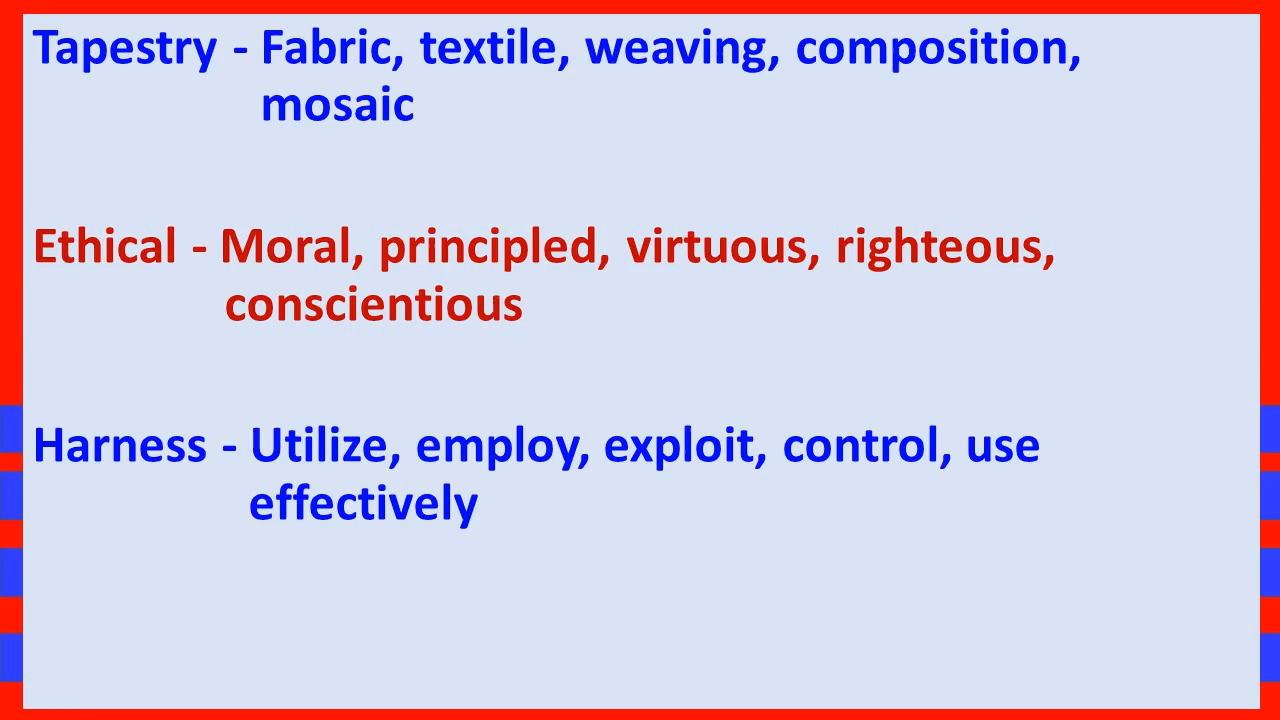 Tapestry - Fabric, textile, weaving, composition,
mosaic
Ethical - Moral, principled, virtuous, righteous,
conscientious
Harness - Utilize, employ, exploit, control, use
effectively